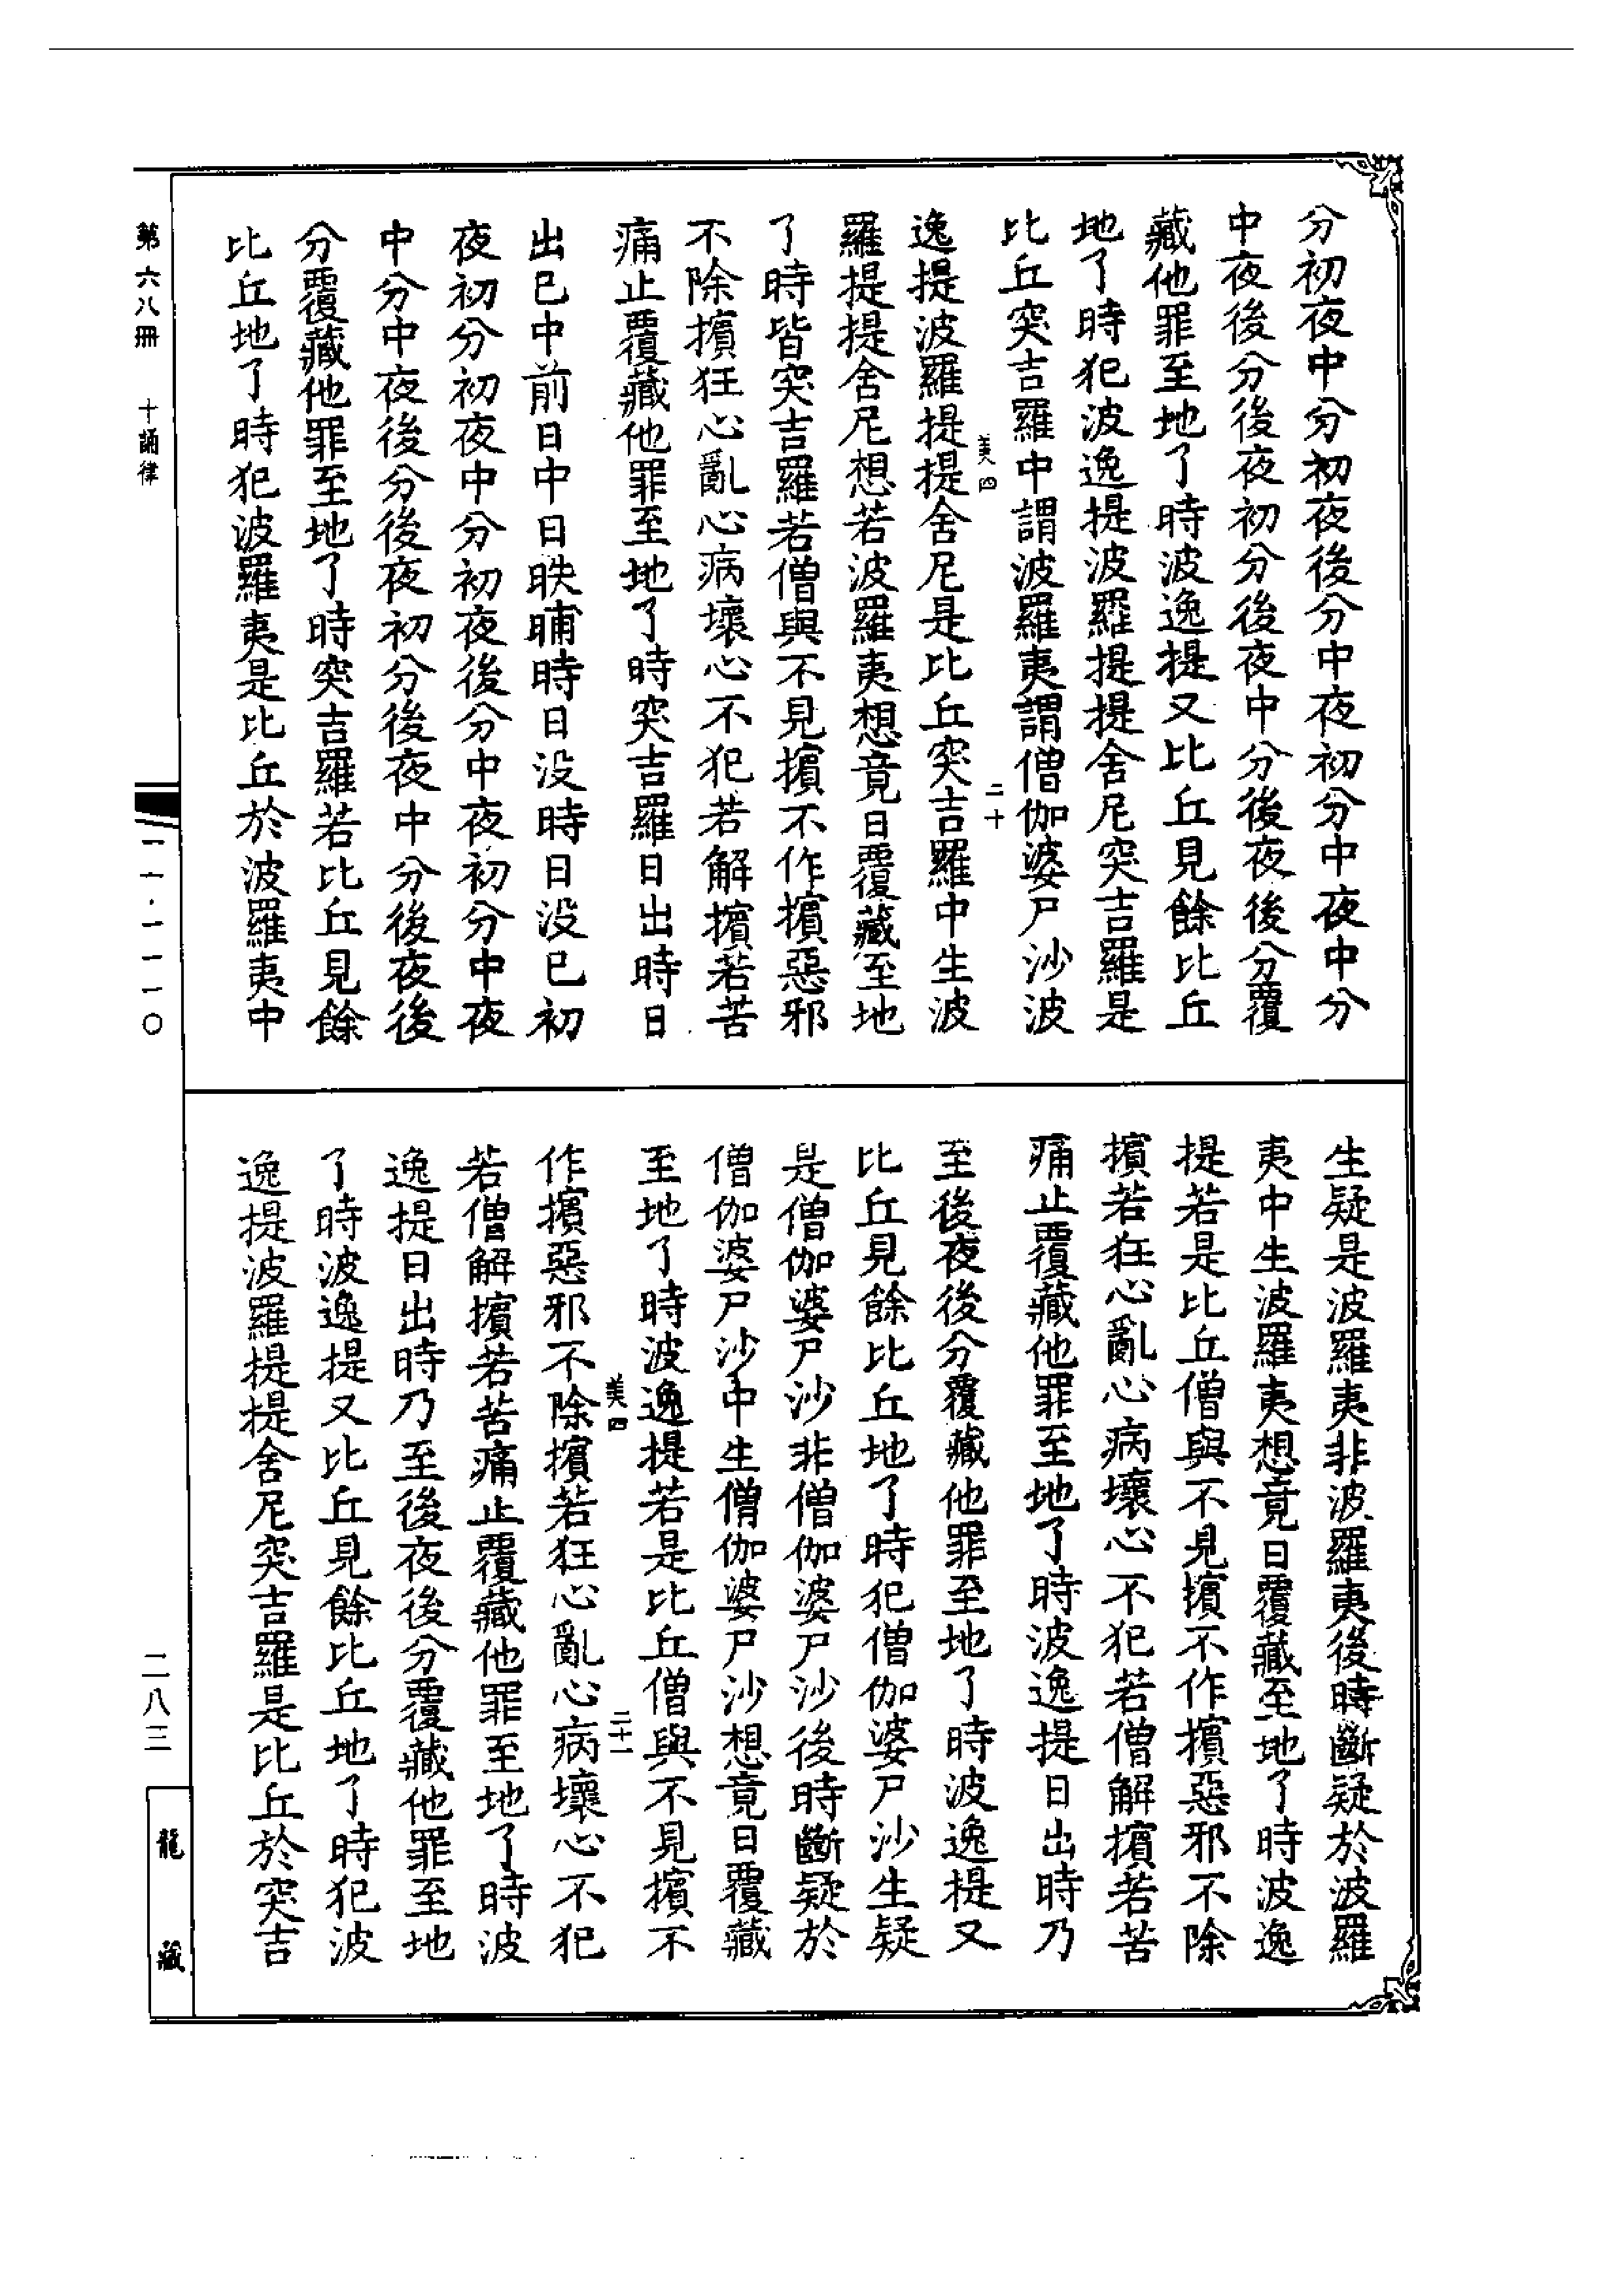 分初夜中分初夜後分中夜初分中夜中分
中夜後分後夜初分後夜中分後夜後分覆
藏他罪至地了時波逸提又比丘見餘比丘
地了時犯波逸提波羅提提舍尼突吉羅是
比丘突吉羅中謂波羅夷謂僧伽婆尸沙波
美四
二十
逸提波羅提提舍尼是比丘突吉羅中生波
羅提提舍尼想若波羅夷想竟日覆藏至地
了時皆突吉羅若僧與不見擯不作擯惡邪
不除擯狂心亂心病壞心不犯若解擯若苦
痛止覆藏他罪至地了時突吉羅日出時日
出已中前日中日昳晡時日没時日没已初
夜初分初夜中分初夜後分中夜初分中夜
中分中夜後分後夜初分後夜中分後夜後
分覆藏他罪至地了時突吉羅若比丘見餘
比丘地了時犯波羅夷是比丘於波羅夷中
生疑是波羅夷非波羅夷後時斷疑於波羅
夷中生波羅夷想竟日覆藏至地了時波逸
提若是比丘僧與不見擯不作擯惡邪不除
擯若狂心亂心病壞心不犯若僧解擯若苦
痛止覆藏他罪至地了時波逸提日出時乃
至後夜後分覆藏他罪至地了時波逸提又
比丘見餘比丘地了時犯僧伽婆尸沙生疑
是僧伽婆尸沙非僧伽婆尸沙後時斷疑於
僧伽婆尸沙中生僧伽婆尸沙想竟日覆藏
至地了時波逸提若是比丘僧與不見擯不
美四
二十一
作擯惡邪不除擯若狂心亂心病壞心不犯
若僧解擯若苦痛止覆藏他罪至地了時波
逸提日出時乃至後夜後分覆藏他罪至地
了時波逸提又比丘見餘比丘地了時犯波
逸提波羅提提舍尼突吉羅是比丘於突吉
第六八冊 十誦律
一一·一一一〇
二八三
龍藏